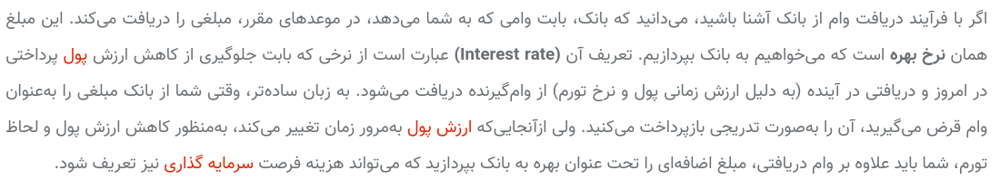 اگر با فرآیند دریافت وام از بانک آشنا باشید، می‌دانید که بانک، بابت وامی که به شما می‌دهد، در موعدهای مقرر، مبلغی را دریافت می‌کند. این مبلغ
همان نرخ بهره است که می‌خواهیم به بانک بپردازیم. تعریف آن (Interest rate) عبارت است از نرخی که بابت جلوگیری از کاهش ارزش پول پرداختی
در امروز و دریافتی در آینده (به دلیل ارزش زمانی پول و نرخ تورم) از وام‌گیرنده دریافت می‌شود. به زبان ساده‌تر، وقتی شما از بانک مبلغی را به‌عنوان
وام قرض می‌گیرید، آن را به‌صورت تدریجی بازپرداخت می‌کنید. ولی ازآنجایی‌که ارزش پول به‌مرور زمان تغییر می‌کند، به‌منظور کاهش ارزش پول و لحاظ
تورم، شما باید علاوه بر وام دریافتی، مبلغ اضافه‌ای را تحت عنوان بهره به بانک بپردازید که می‌تواند هزینه فرصت سرمایه گذاری نیز تعریف شود.